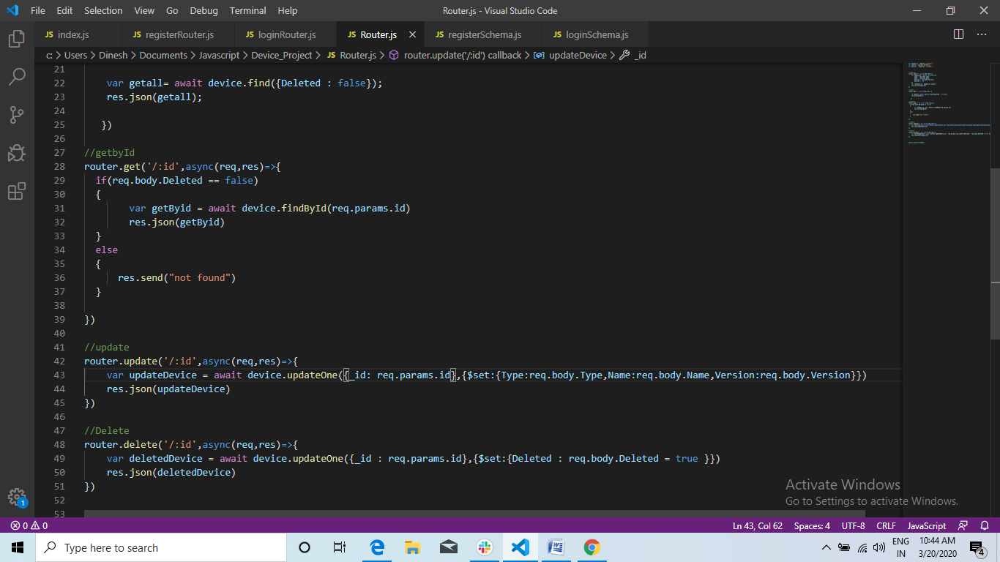 File Edit Selection View Go Debug Terminal Help Router.js - Visual Studio Code
JS index.js JS registerRouter.js JS loginRouter.js JS Router.js JS registerSchema.js JS loginSchema.js
c: > Users > Dinesh > Documents > Javascript > Device_Project > JS Router.js > router.update('/:id') callback > updateDevice > _id
21
22 var getall= await device.find({Deleted : false});
23 res.json(getall);
24
25 })
26
27 //getbyId
28 router.get('/:id',async(req,res)=>{
29 if(req.body.Deleted == false)
30 {
31 var getByid = await device.findById(req.params.id)
32 res.json(getByid)
33 }
34 else
35 {
36 res.send("not found")
37 }
38
39 })
40
41 //update
42 router.update('/:id',async(req,res)=>{
43 var updateDevice = await device.updateOne({_id: req.params.id},{$set:{Type:req.body.Type,Name:req.body.Name,Version:req.body.Version}})
44 res.json(updateDevice)
45 })
46
47 //Delete
48 router.delete('/:id',async(req,res)=>{
49 var deletedDevice = await device.updateOne({_id : req.params.id},{$set:{Deleted : req.body.Deleted = true }})
50 res.json(deletedDevice)
51 })
52
53
Activate Windows
Go to Settings to activate Windows.
1
0 0 Ln 43, Col 62 Spaces: 4 UTF-8 CRLF JavaScript
Type here to search
ENG
IN
10:44 AM
3/20/2020
4